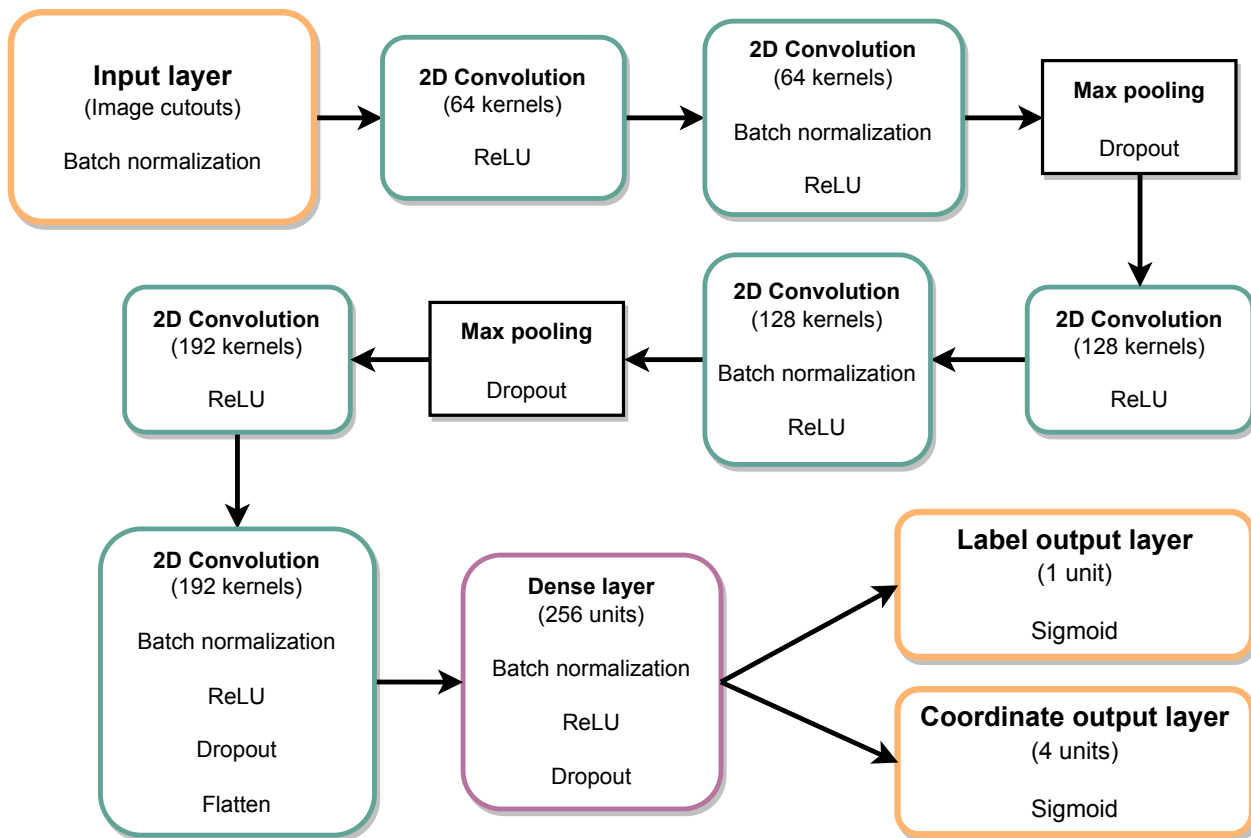 Input layer
(Image cutouts)
Batch normalization
2D Convolution
(64 kernels)
ReLU
2D Convolution
(64 kernels)
Batch normalization
ReLU
Max pooling
Dropout
2D Convolution
(128 kernels)
ReLU
2D Convolution
(128 kernels)
Batch normalization
ReLU
Max pooling
Dropout
2D Convolution
(192 kernels)
ReLU
2D Convolution
(192 kernels)
Batch normalization
ReLU
Dropout
Flatten
Dense layer
(256 units)
Batch normalization
ReLU
Dropout
Label output layer
(1 unit)
Sigmoid
Coordinate output layer
(4 units)
Sigmoid